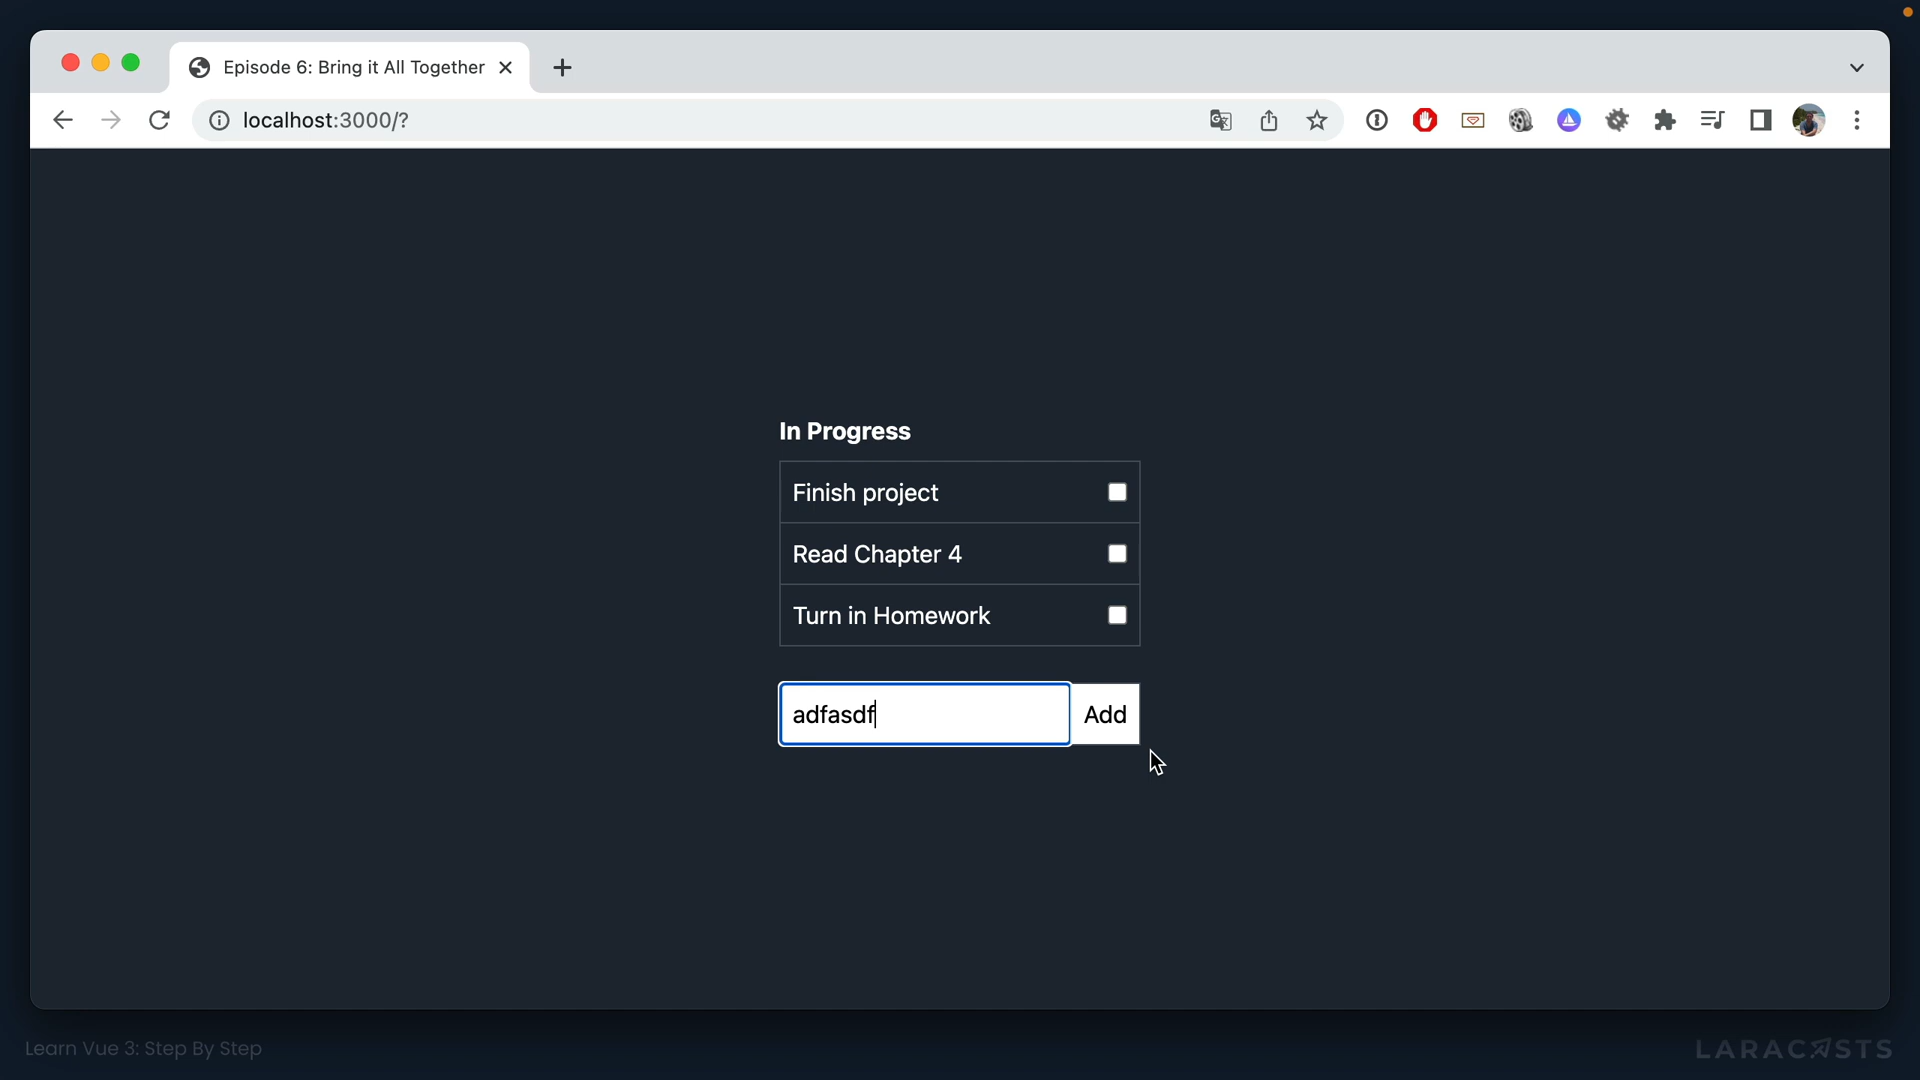 Episode 6: Bring it All Together
localhost:3000/?
In Progress
Finish project
Read Chapter 4
Turn in Homework
adfasdf
Add
Learn Vue 3: Step By Step
LARACASTS